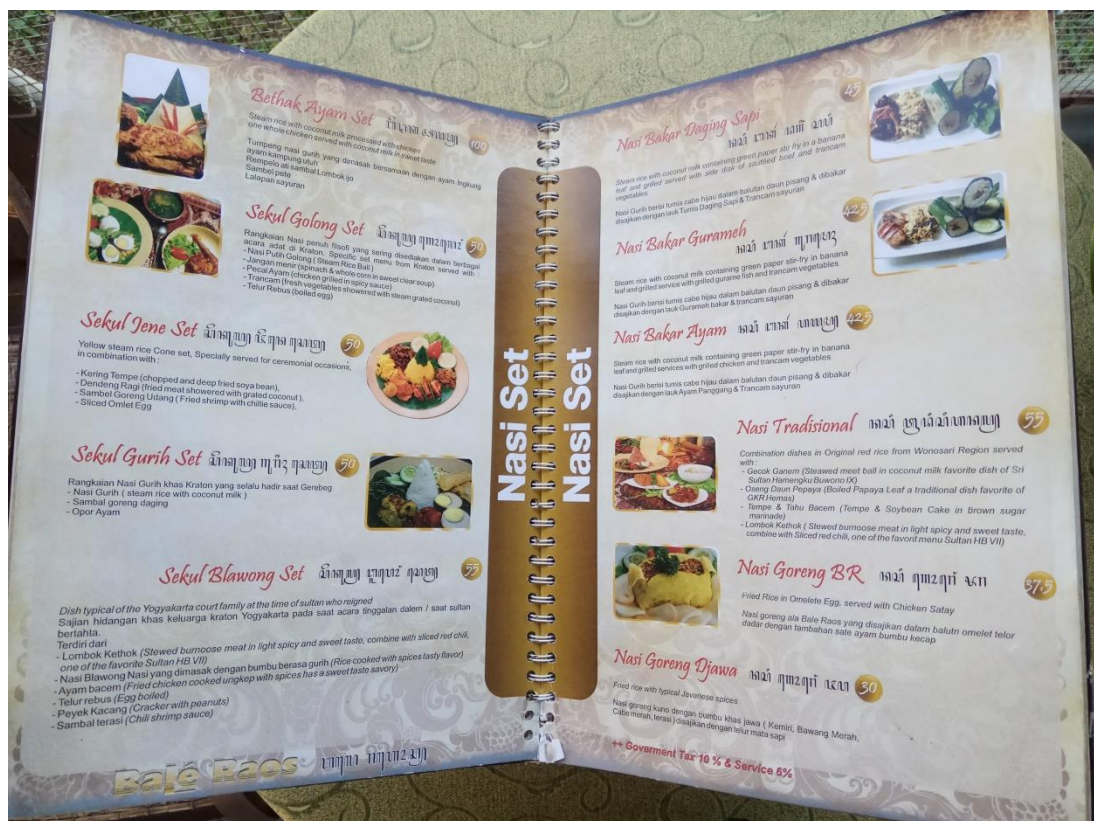 Bethak Ayam Set
100
Steam rice with coconut milk processed with chicken
one whole chicken served with coconut milk in sweet taste
Tumpeng nasi gurih yang dimasak bersamaan dengan ayam Ingkung
ayam kampung utuh
Rempelo ati sambal Lombok ijo
Sambel pete
Lalapan sayuran
Sekul Golong Set
50
Rangkaian Nasi penuh filsofi yang sering disediakan dalam berbagai
acara adat di Kraton, Specific set menu from Kraton served with :
- Nasi Putih Golong ( Steam Rice Ball )
- Jangan menir (spinach & whole corn in sweet clear soup)
- Pecal Ayam (chicken grilled in spicy sauce)
- Trancam (fresh vegetables showered with steam grated coconut)
- Telur Rebus (boiled egg)
Sekul Jene Set
50
Yellow steam rice Cone set, Specially served for ceremonial occasions,
in combination with :
- Kering Tempe (chopped and deep fried soya bean),
- Dendeng Ragi (fried meat showered with grated coconut ),
- Sambel Goreng Udang ( Fried shrimp with chillie sauce),
- Sliced Omlet Egg
Sekul Gurih Set
50
Rangkaian Nasi Gurih khas Kraton yang selalu hadir saat Gerebeg
- Nasi Gurih ( steam rice with coconut milk )
- Sambal goreng daging
- Opor Ayam
Sekul Blawong Set
55
Dish typical of the Yogyakarta court family at the time of sultan who reigned
Sajian hidangan khas keluarga kraton Yogyakarta pada saat acara tinggalan dalem / saat sultan
bertahta.
Terdiri dari
- Lombok Kethok (Stewed burnoose meat in light spicy and sweet taste, combine with sliced red chili,
one of the favorite Sultan HB VII)
- Nasi Blawong Nasi yang dimasak dengan bumbu berasa gurih (Rice cooked with spices tasty flavor)
- Ayam bacem (Fried chicken cooked ungkep with spices has a sweet taste savory)
- Telur rebus (Egg boiled)
- Peyek Kacang (Cracker with peanuts)
- Sambal terasi (Chili shrimp sauce)
Balé Raos
Nasi Set
Nasi Set
Nasi Bakar Daging Sapi
45
Steam rice with coconut milk containing green paper stir fry in a banana
leaf and grilled served with side dish of soutfeed beef and trancam
vegetables
Nasi Gurih berisi tumis cabe hijau dalam balutan daun pisang & dibakar
disajikan dengan lauk Tumis Daging Sapi & Trancam sayuran
Nasi Bakar Gurameh
42.5
Steam rice with coconut milk containing green paper stir-fry in banana
leaf and grilled service with grilled gurame fish and trancam vegetables
Nasi Gurih berisi tumis cabe hijau dalam balutan daun pisang & dibakar
disajikan dengan lauk Gurameh bakar & trancam sayuran
Nasi Bakar Ayam
42.5
Steam rice with coconut milk containing green paper stir-fry in banana
leaf and grilled services with grilled chicken and trancam vegetables
Nasi Gurih berisi tumis cabe hijau dalam balutan daun pisang & dibakar
disajikan dengan lauk Ayam Panggang & Trancam sayuran
Nasi Tradisional
55
Combination dishes in Original red rice from Wonosari Region served
with :
- Gecok Ganem (Steawed meet ball in coconut milk favorite dish of Sri
Sultan Hamengku Buwono IX)
- Oseng Daun Pepaya (Boiled Papaya Leaf a traditional dish favorite of
GKR Hemas)
- Tempe & Tahu Bacem (Tempe & Soybean Cake in Brown sugar
marinade)
- Lombok Kethok ( Stewed burnoose meat in light spicy and sweet taste,
combine with Sliced red chili, one of the favorit menu Sultan HB VII)
Nasi Goreng BR
37,5
Fried Rice in Omelete Egg, served with Chicken Satay
Nasi goreng ala Bale Raos yang disajikan dalam balutn omelet telor
dadar dengan tambahan sate ayam bumbu kecap
Nasi Goreng Djawa
30
Fried rice with typical Javanese spices
Nasi goreng kuno dengan bumbu khas jawa ( Kemiri, Bawang Merah,
Cabe merah, terasi ) disajikan dengan telur mata sapi
++ Goverment Tax 10 % & Service 6%